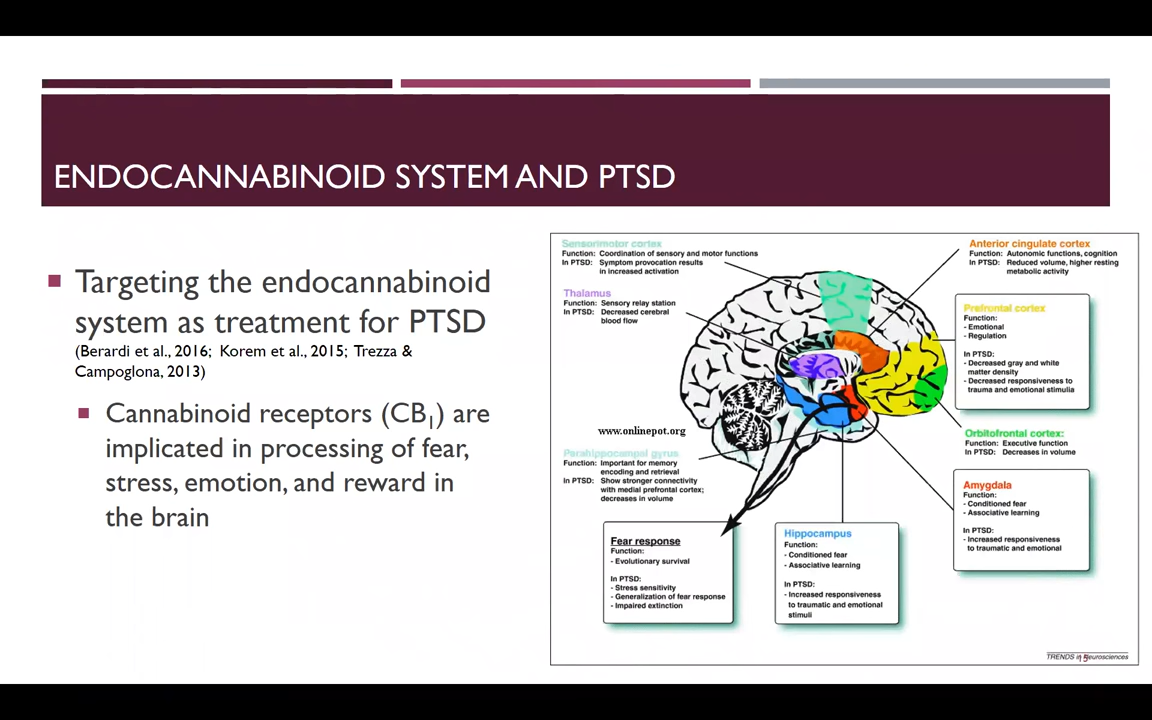 ENDOCANNABINOID SYSTEM AND PTSD
Targeting the endocannabinoid
system as treatment for PTSD
(Berardi et al., 2016; Korem et al., 2015; Trezza &
Campoglona, 2013)
Cannabinoid receptors (CB1) are
implicated in processing of fear,
stress, emotion, and reward in
the brain
Sensorimotor cortex
Function: Coordination of sensory and motor functions
In PTSD: Symptom provocation results
in increased activation
Thalamus
Function: Sensory relay station
In PTSD: Decreased cerebral
blood flow
Anterior cingulate cortex
Function: Autonomic functions, cognition
In PTSD: Reduced volume, higher resting
metabolic activity
Prefrontal cortex
Function:
- Emotional
- Regulation
In PTSD:
- Decreased gray and white
matter density
- Decreased responsiveness to
trauma and emotional stimulia
Orbitofrontal cortex:
Function: Executive function
In PTSD: Decreases in volume
www.onlinepot.org
Parahippocampal gyrus
Function: Important for memory
encoding and retrieval
In PTSD: Show stronger connectivity
with medial prefrontal cortex;
decreases in volume
Amygdala
Function:
- Conditioned fear
- Associative learning
In PTSD:
- Increased responsiveness
to traumatic and emotional
Fear response
Function:
- Evolutionary survival
In PTSD:
- Stress sensitivity
- Generalization of fear response
- Impaired extinction
Hippocampus
Function:
- Conditioned fear
- Associative learning
In PTSD:
- Increased responsiveness
to traumatic and emotional
stimuli
TRENDS in Neurosciences
15